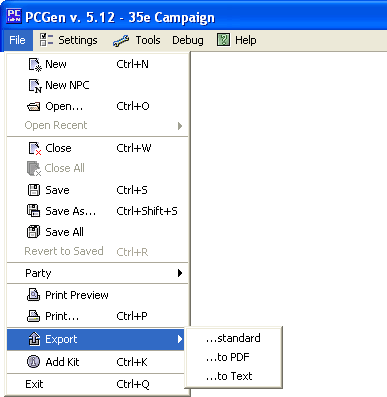 PC GEN PCGen v. 5.12 - 35e Campaign
File Settings Tools Debug Help
New Ctrl+N
New NPC
Open... Ctrl+O
Open Recent
Close Ctrl+W
Close All
Save Ctrl+S
Save As... Ctrl+Shift+S
Save All
Revert to Saved Ctrl+R
Party
Print Preview
Print... Ctrl+P
Export ...standard
...to PDF
Add Kit Ctrl+K
...to Text
Exit Ctrl+Q